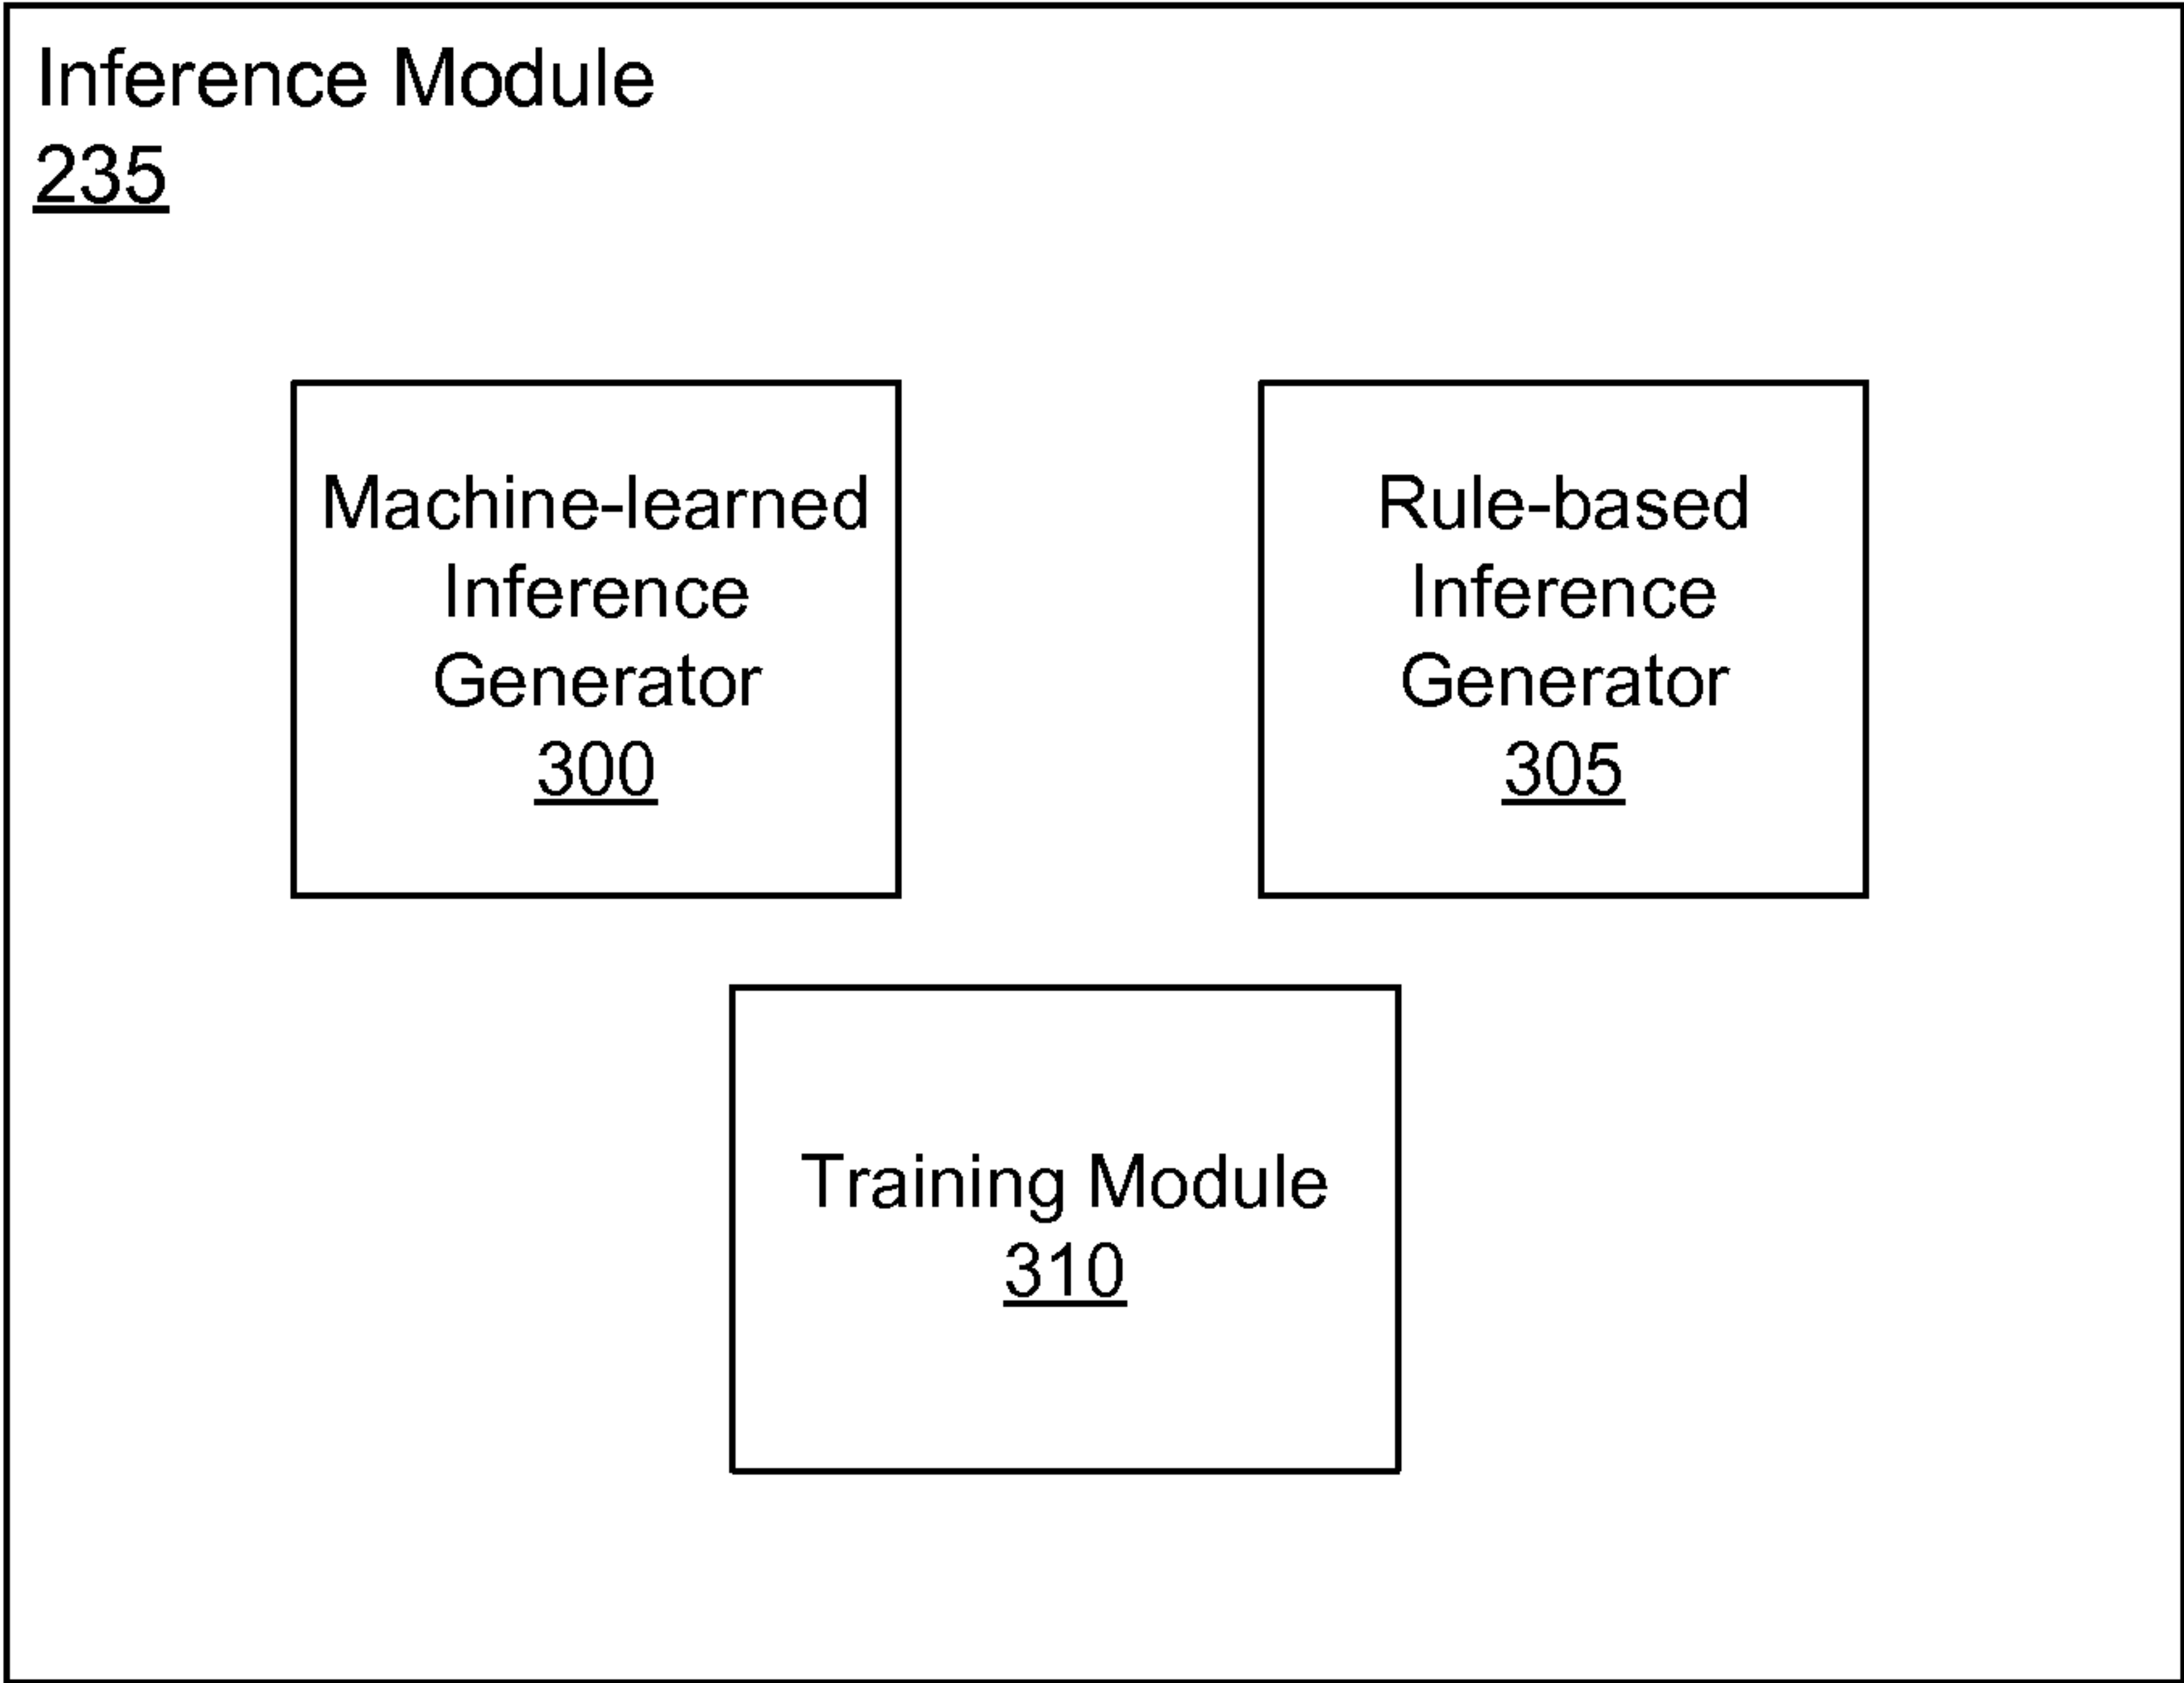 Inference Module
235
Machine-learned
Inference
Generator
300
Rule-based
Inference
Generator
305
Training Module
310